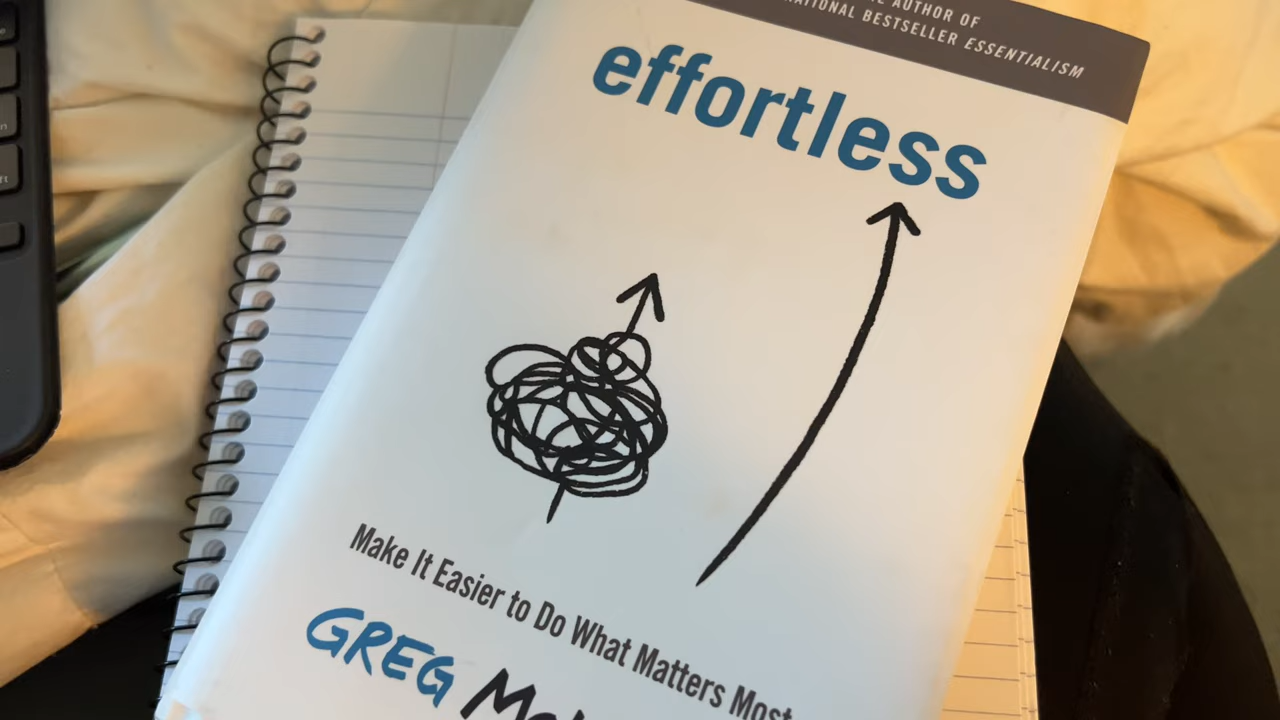 AUTHOR OF
NATIONAL BESTSELLER ESSENTIALISM
effortless
Make It Easier to Do What Matters Most
GREG